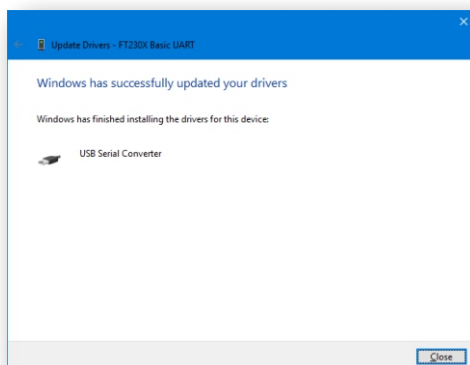 Update Drivers - FT230X Basic UART
Windows has successfully updated your drivers
Windows has finished installing the drivers for this device:
USB Serial Converter
Close